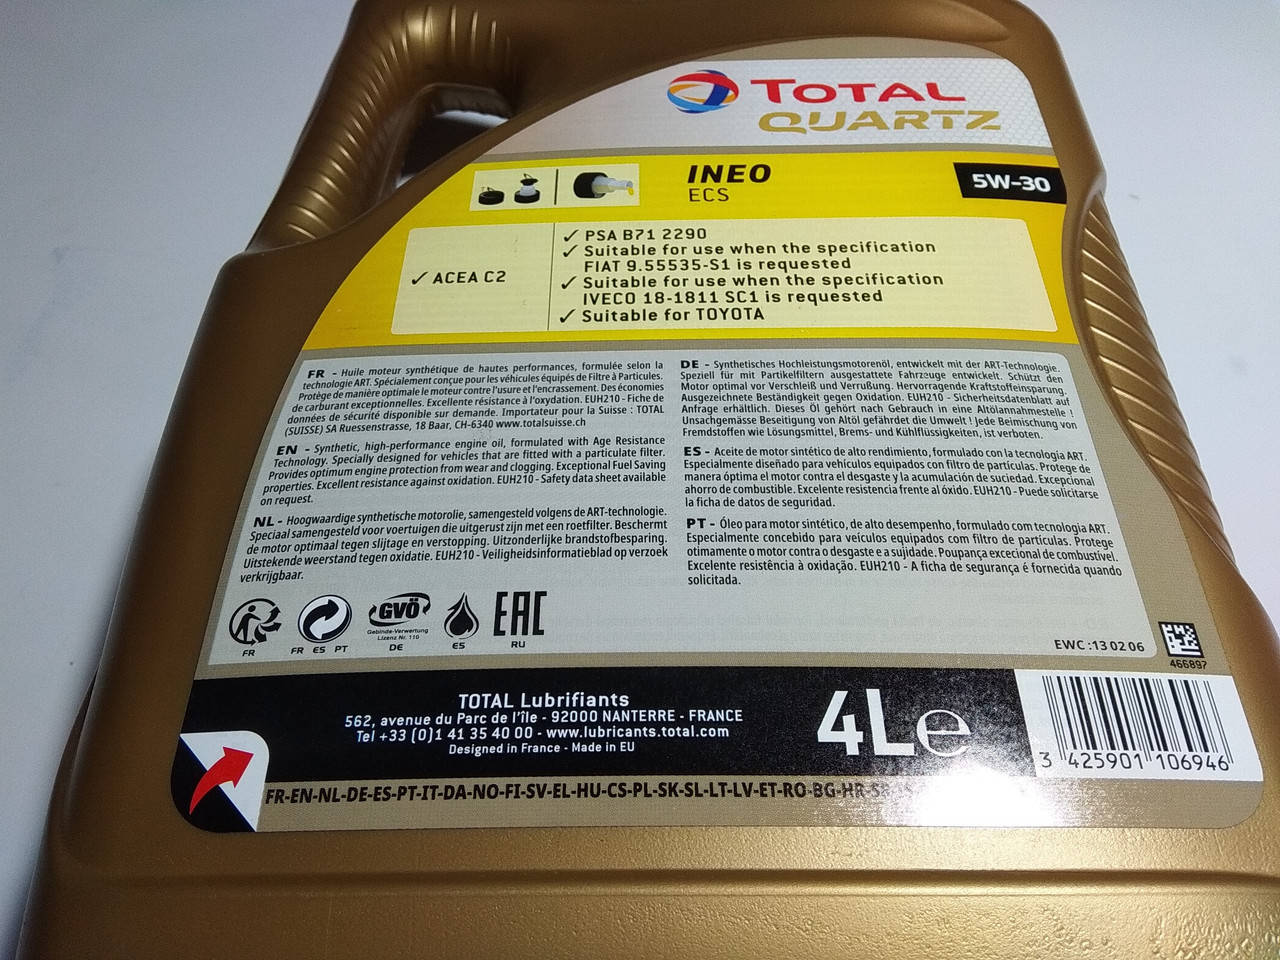 TOTAL
QUARTZ
INEO
ECS
5W-30
✓ ACEA C2
✓ PSA B71 2290
✓ Suitable for use when the specification
FIAT 9.55535-S1 is requested
✓ Suitable for use when the specification
IVECO 18-1811 SC1 is requested
✓ Suitable for TOYOTA
FR - Huile moteur synthétique de hautes performances, formulée selon la
technologie ART. Spécialement conçue pour les véhicules équipés de Filtre à Particules.
Protège de manière optimale le moteur contre l'usure et l'encrassement. Des économies
de carburant exceptionnelles. Excellente résistance à l'oxydation. EUH210 - Fiche de
données de sécurité disponible sur demande. Importateur pour la Suisse : TOTAL
(SUISSE) SA Ruessenstrasse, 18 Baar, CH-6340 www.totalsuisse.ch
EN - Synthetic, high-performance engine oil, formulated with Age Resistance
Technology. Specially designed for vehicles that are fitted with a particulate filter.
Provides optimum engine protection from wear and clogging. Exceptional Fuel Saving
properties. Excellent resistance against oxidation. EUH210 - Safety data sheet available
on request.
NL - Hoogwaardige synthetische motorolie, samengesteld volgens de ART-technologie.
Speciaal samengesteld voor voertuigen die uitgerust zijn met een roetfilter. Beschermt
de motor optimaal tegen slijtage en verstopping. Uitzonderlijke brandstofbesparing.
Uitstekende weerstand tegen oxidatie. EUH210 - Veiligheidsinformatieblad op verzoek
verkrijgbaar.
DE - Synthetisches Hochleistungsmotorenöl, entwickelt mit der ART-Technologie.
Speziell für mit Partikelfiltern ausgestattete Fahrzeuge entwickelt. Schützt den
Motor optimal vor Verschleiß und Verrußung. Hervorragende Kraftstoffeinsparung.
Ausgezeichnete Beständigkeit gegen Oxidation. EUH210 - Sicherheitsdatenblatt auf
Anfrage erhältlich. Dieses Öl gehört nach Gebrauch in eine Altölannahmestelle !
Unsachgemässe Beseitigung von Altöl gefährdet die Umwelt ! Jede Beimischung von
Fremdstoffen wie Lösungsmittel, Brems- und Kühlflüssigkeiten, ist verboten.
ES - Aceite de motor sintético de alto rendimiento, formulado con la tecnología ART.
Especialmente diseñado para vehículos equipados con filtro de partículas. Protege de
manera óptima el motor contra el desgaste y la acumulación de suciedad. Excepcional
ahorro de combustible. Excelente resistencia frente al óxido. EUH210 - Puede solicitarse
la ficha de datos de seguridad.
PT - Óleo para motor sintético, de alto desempenho, formulado com tecnologia ART.
Especialmente concebido para veículos equipados com filtro de partículas. Protege
otimamente o motor contra o desgaste e a sujidade. Poupança excecional de combustível.
Excelente resistência à oxidação. EUH210 - A ficha de segurança é fornecida quando
solicitada.
FR
FR ES PT
GVÖ
Gebinde-Verwertung
Lizenz Nr. 110
DE
ES
EAC
RU
EWC : 13 02 06
466897
TOTAL Lubrifiants
562, avenue du Parc de l'île - 92000 NANTERRE - FRANCE
Tel +33 (0)1 41 35 40 00 - www.lubricants.total.com
Designed in France - Made in EU
4L e
3 425901 106946
FR-EN-NL-DE-ES-PT-IT-DA-NO-FI-SV-EL-HU-CS-PL-SK-SL-LT-LV-ET-RO-BG-HR-